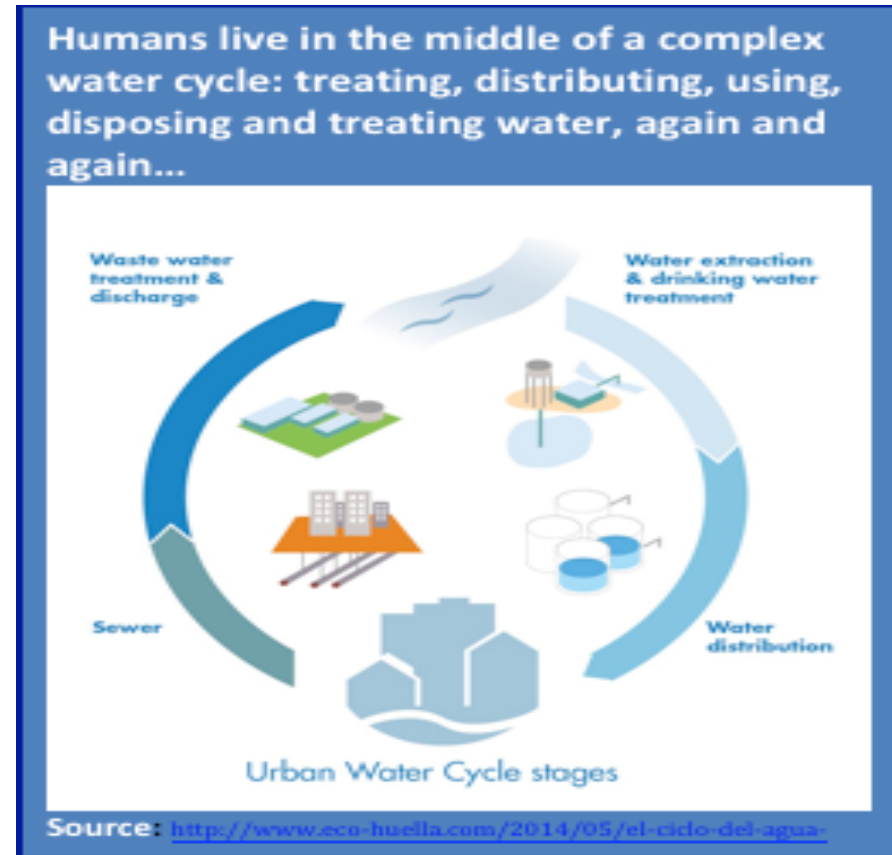 Humans live in the middle of a complex
water cycle: treating, distributing, using,
disposing and treating water, again and
again...
Waste water
treatment &
discharge
Water extraction
& drinking water
treatment
Sewer
Water
distribution
Urban Water Cycle stages
Source: http://www.eco-huella.com/2014/05/el-ciclo-del-agua-